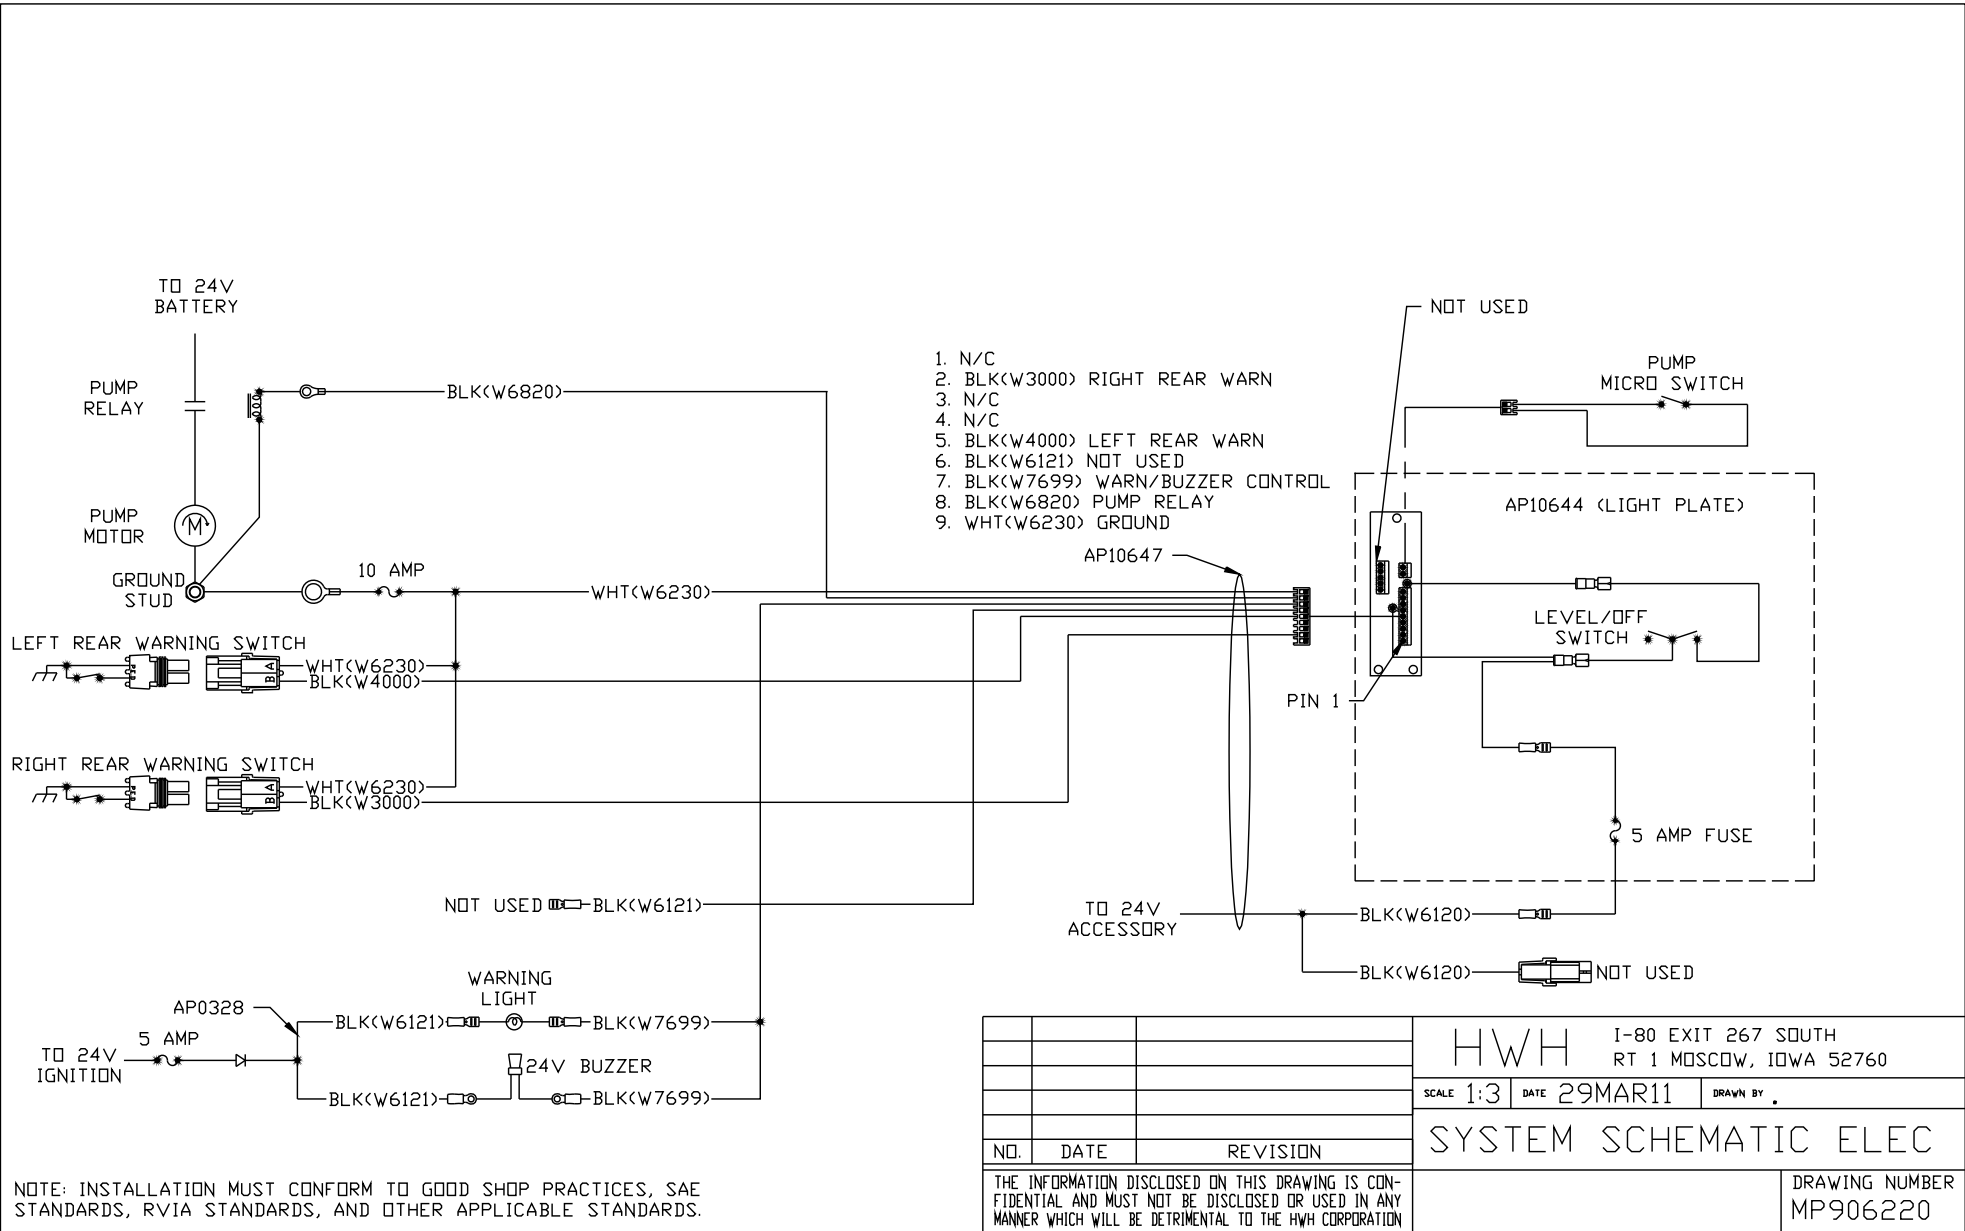 TO 24V
BATTERY
PUMP
RELAY
BLK(W6820)
PUMP
MOTOR
GROUND
STUD
M
10 AMP
WHT(W6230)
LEFT REAR WARNING SWITCH
WHT(W6230)
BLK(W4000)
A
B
RIGHT REAR WARNING SWITCH
WHT(W6230)
BLK(W3000)
A
B
NOT USED
BLK(W6121)
WARNING
LIGHT
AP0328
BLK(W6121)
BLK(W7699)
5 AMP
TO 24V
IGNITION
24V BUZZER
BLK(W6121)
BLK(W7699)
1. N/C
2. BLK(W3000) RIGHT REAR WARN
3. N/C
4. N/C
5. BLK(W4000) LEFT REAR WARN
6. BLK(W6121) NOT USED
7. BLK(W7699) WARN/BUZZER CONTROL
8. BLK(W6820) PUMP RELAY
9. WHT(W6230) GROUND
AP10647
NOT USED
PUMP
MICRO SWITCH
AP10644 (LIGHT PLATE)
LEVEL/OFF
SWITCH
PIN 1
5 AMP FUSE
TO 24V
ACCESSORY
BLK(W6120)
BLK(W6120)
NOT USED
NOTE: INSTALLATION MUST CONFORM TO GOOD SHOP PRACTICES, SAE
STANDARDS, RVIA STANDARDS, AND OTHER APPLICABLE STANDARDS.
NO. DATE REVISION
THE INFORMATION DISCLOSED ON THIS DRAWING IS CON-
FIDENTIAL AND MUST NOT BE DISCLOSED OR USED IN ANY
MANNER WHICH WILL BE DETRIMENTAL TO THE HWH CORPORATION
HWH
I-80 EXIT 267 SOUTH
RT 1 MOSCOW, IOWA 52760
SCALE 1:3 DATE 29MAR11 DRAWN BY .
SYSTEM SCHEMATIC ELEC
DRAWING NUMBER
MP906220